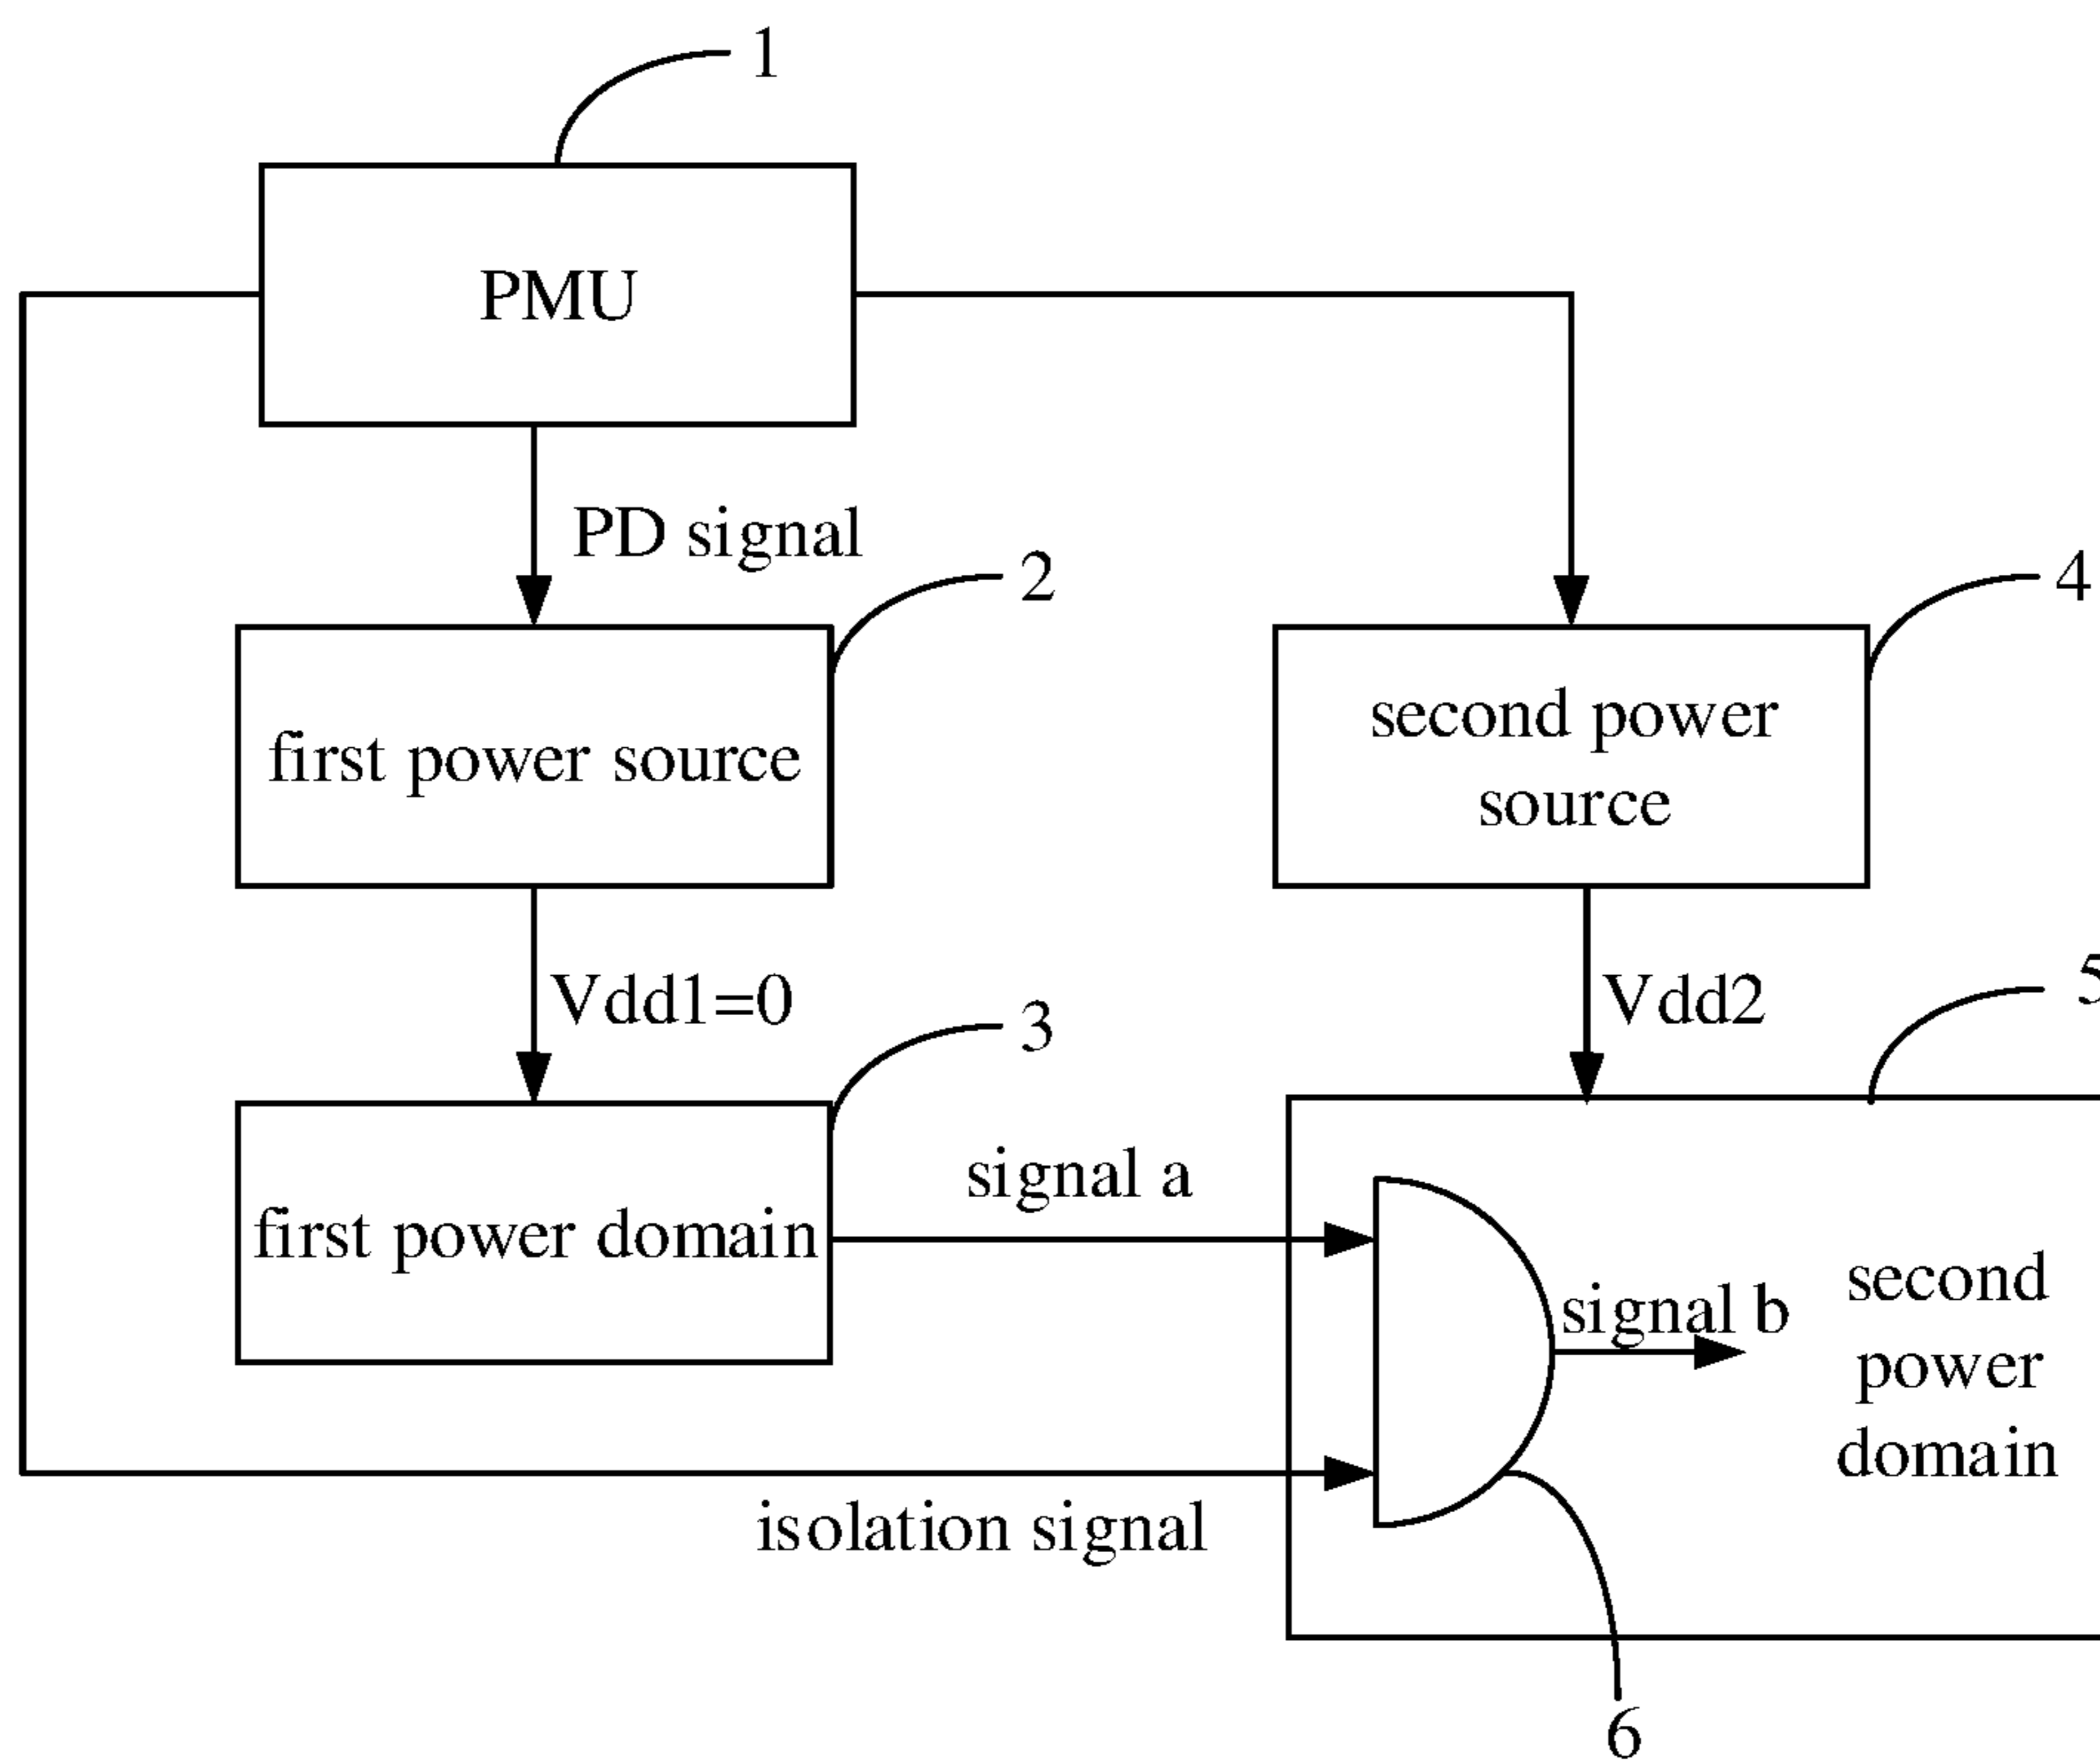 1
PMU
PD signal
2
4
first power source
second power
source
Vdd1=0
Vdd2
3
5
first power domain
signal a
signal b
second
power
domain
isolation signal
6